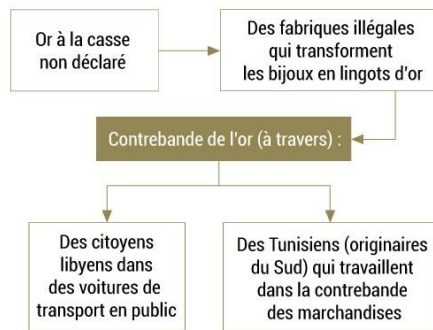 Or à la casse
non déclaré
Des fabriques illégales
qui transforment
les bijoux en lingots d'or
Contrebande de l'or (à travers) :
Des citoyens
libyens dans
des voitures de
transport en public
Des Tunisiens (originaires
du Sud) qui travaillent
dans la contrebande
des marchandises